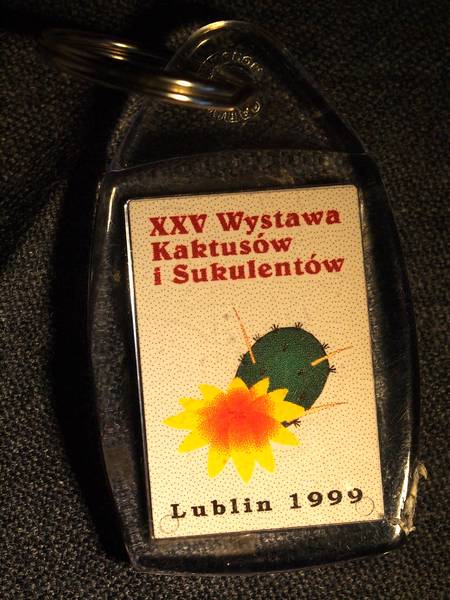 XXV Wystawa
Kaktusów
i Sukulentów
Lublin 1999